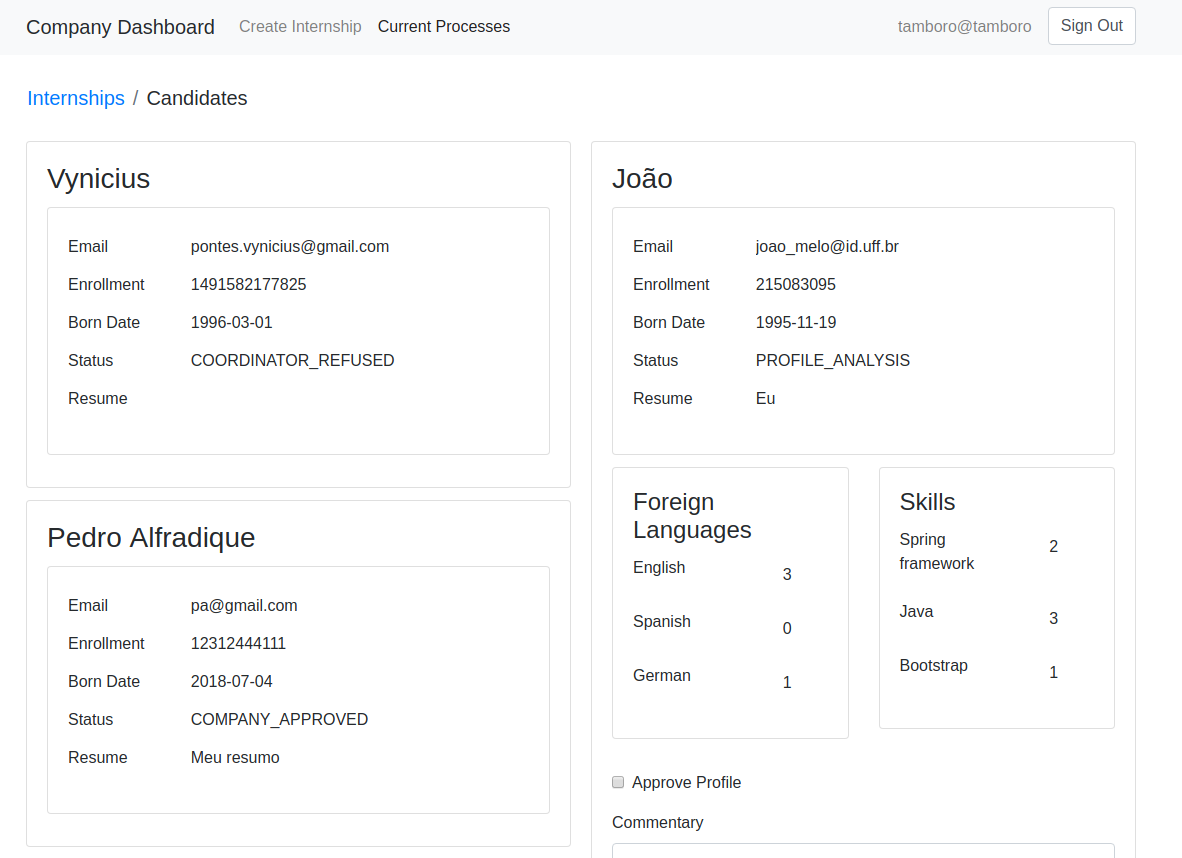 Company Dashboard Create Internship Current Processes tamboro@tamboro Sign Out
Internships / Candidates
Vynicius
Email pontes.vynicius@gmail.com
Enrollment 1491582177825
Born Date 1996-03-01
Status COORDINATOR_REFUSED
Resume
Pedro Alfradique
Email pa@gmail.com
Enrollment 12312444111
Born Date 2018-07-04
Status COMPANY_APPROVED
Resume Meu resumo
João
Email joao_melo@id.uff.br
Enrollment 215083095
Born Date 1995-11-19
Status PROFILE_ANALYSIS
Resume Eu
Foreign
Languages
English 3
Spanish 0
German 1
Skills
Spring
framework 2
Java 3
Bootstrap 1
Approve Profile
Commentary